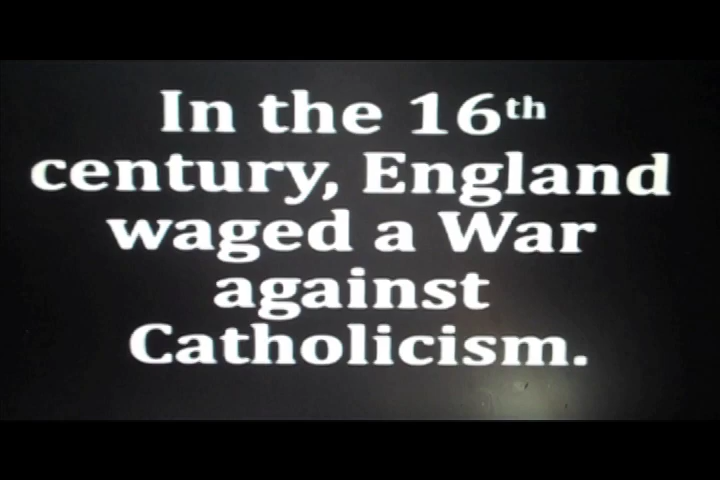 In the 16th
century, England
waged a War
against
Catholicism.